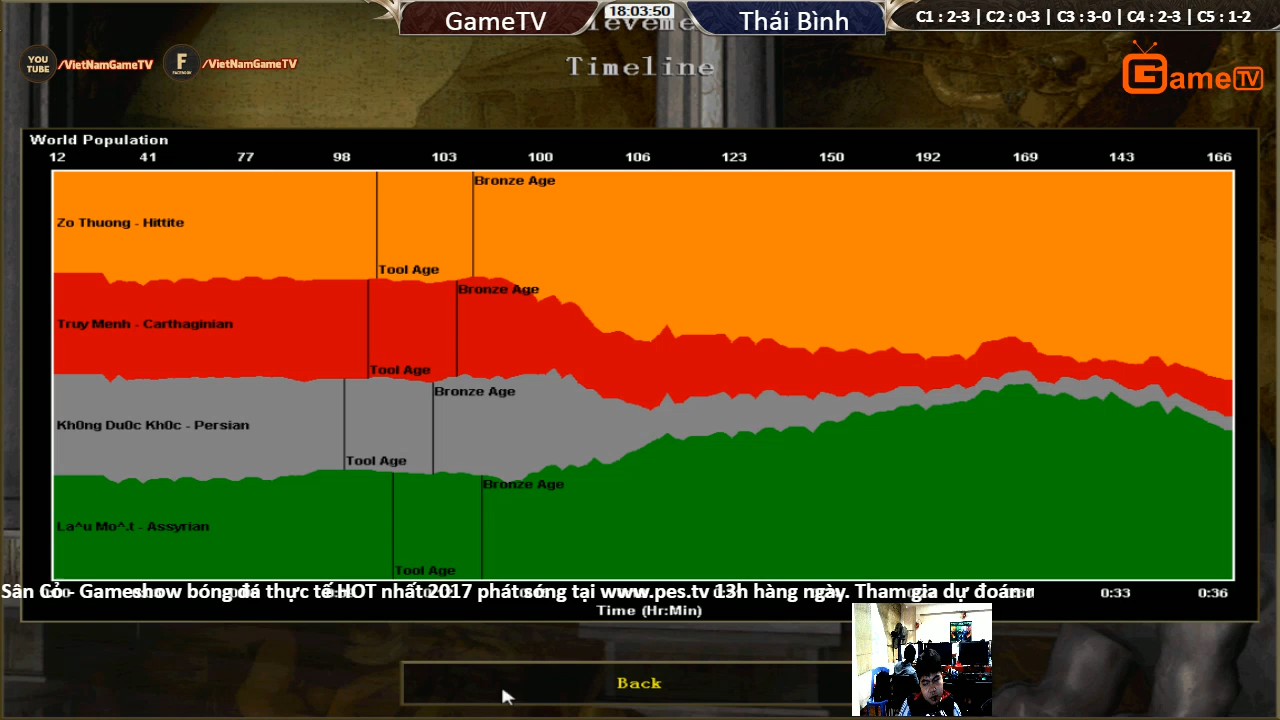 GameTV
18:03:50
Thái Bình
C1 : 2-3 | C2 : 0-3 | C3 : 3-0 | C4 : 2-3 | C5 : 1-2
YOU TUBE /VietNamGameTV
F FACEBOOK /VietNamGameTV
Timeline
GameTV
World Population
12 41 77 98 103 100 106 123 150 192 169 143 166
Bronze Age
Zo Thuong - Hittite
Tool Age
Bronze Age
Truy Menh - Carthaginian
Tool Age
Bronze Age
Kh0ng Du0c Kh0c - Persian
Tool Age
Bronze Age
La^u Mo^.t - Assyrian
Tool Age
Sân Cỏ - Gameshow bóng đá thực tế HOT nhất 2017 phát sóng tại www.pes.tv 13h hàng ngày. Tham gia dự đoán
0:33 0:36
Time (Hr:Min)
Back